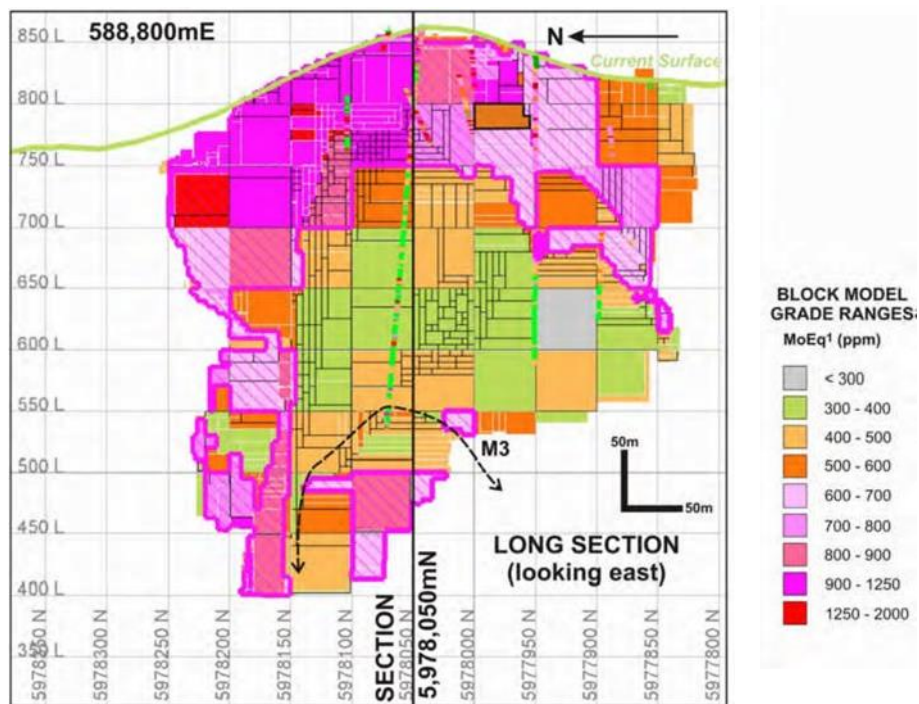 588,800mE
N
Current Surface
850 L
800 L
750 L
700 L
650 L
600 L
550 L
500 L
450 L
400 L
350 L
M3
50m
50m
LONG SECTION
(looking east)
SECTION
5,978,050mN
5978350 N
5978300 N
5978250 N
5978200 N
5978150 N
5978100 N
5978050 N
5978000 N
5977950 N
5977900 N
5977850 N
5977800 N
BLOCK MODEL
GRADE RANGES
MoEq¹ (ppm)
< 300
300 - 400
400 - 500
500 - 600
600 - 700
700 - 800
800 - 900
900 - 1250
1250 - 2000